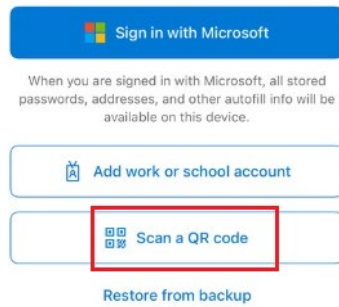 Sign in with Microsoft
When you are signed in with Microsoft, all stored
passwords, addresses, and other autofill info will be
available on this device.
Add work or school account
Scan a QR code
Restore from backup